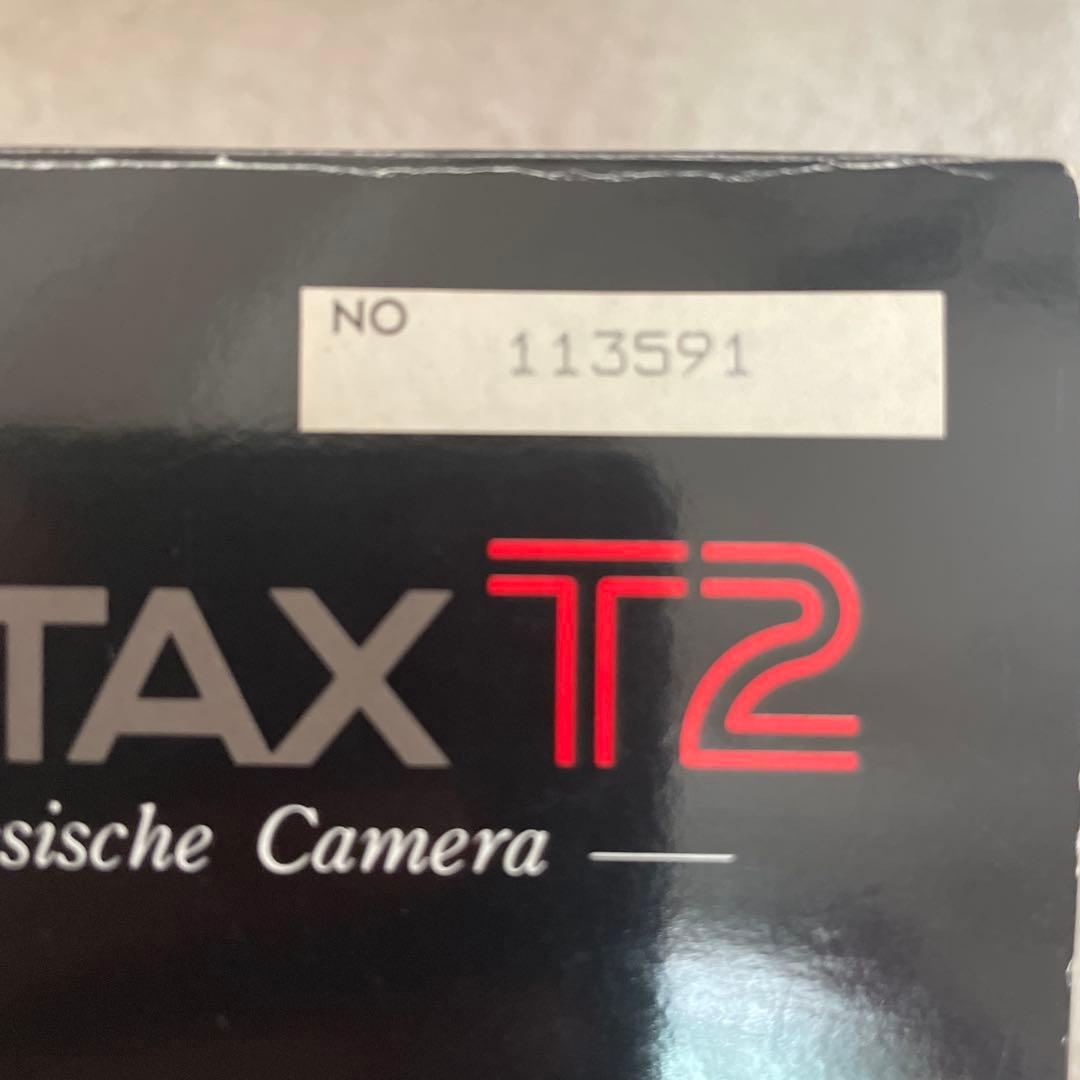 NO 113591
TAX T2
sische Camera